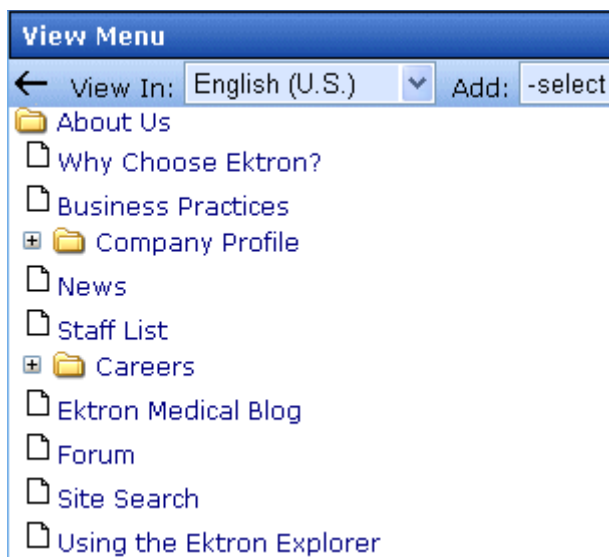 View Menu
View In: English (U.S.) Add: -select
About Us
Why Choose Ektron?
Business Practices
Company Profile
News
Staff List
Careers
Ektron Medical Blog
Forum
Site Search
Using the Ektron Explorer